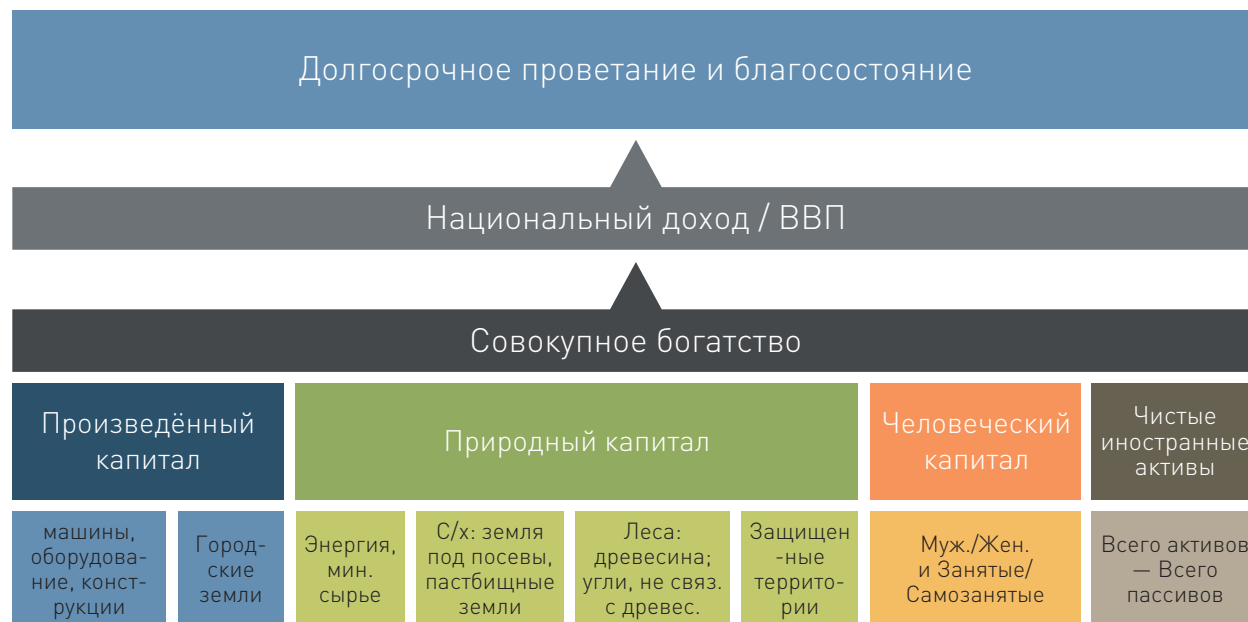 Долгосрочное проветание и благосостояние
Национальный доход / ВВП
Совокупное богатство
Произведённый
капитал
Природный капитал
Человеческий
капитал
Чистые
иностранные
активы
машины,
оборудова-
ние, конст-
рукции
Город-
ские
земли
Энергия,
мин.
сырье
С/х: земля
под посевы,
пастбищные
земли
Леса:
древесина;
угли, не связ.
с древес.
Защищен
-ные
террито-
рии
Муж./Жен.
и Занятые/
Самозанятые
Всего активов
— Всего
пассивов